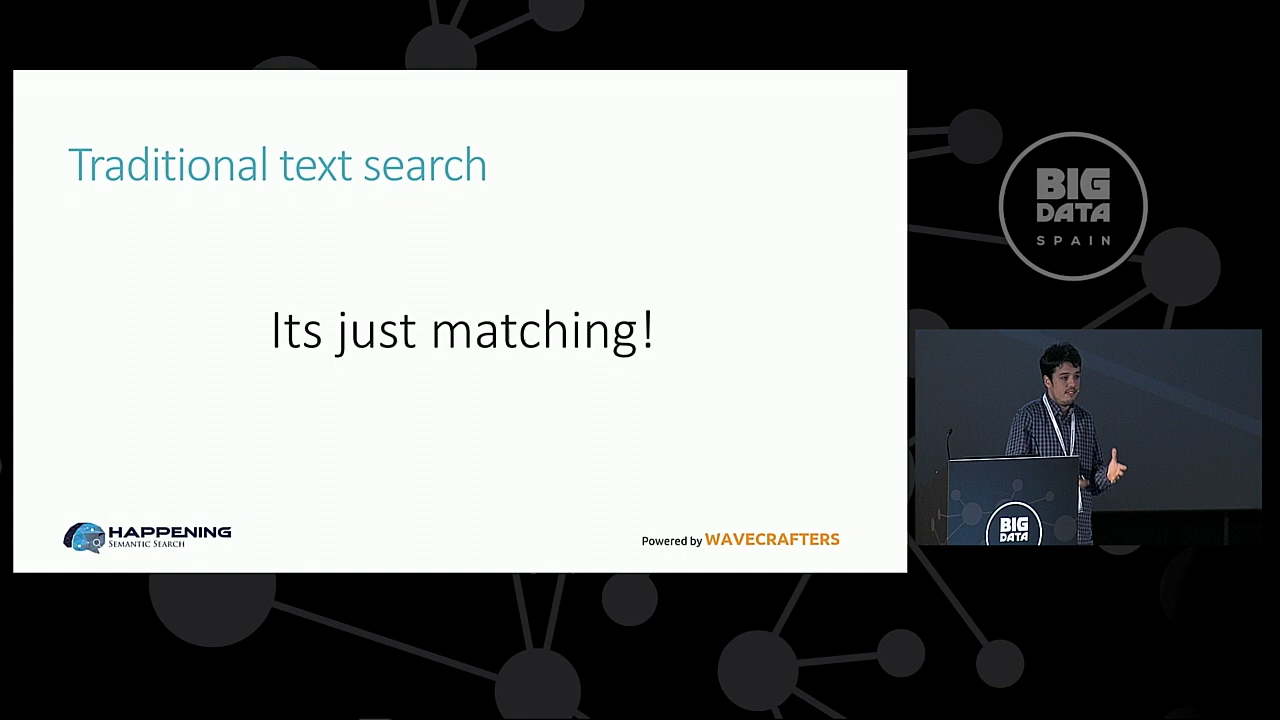 Traditional text search
Its just matching!
HAPPENING
SEMANTIC SEARCH
Powered by WAVECRAFTERS
BIG
DATA
SPAIN
BIG
DATA